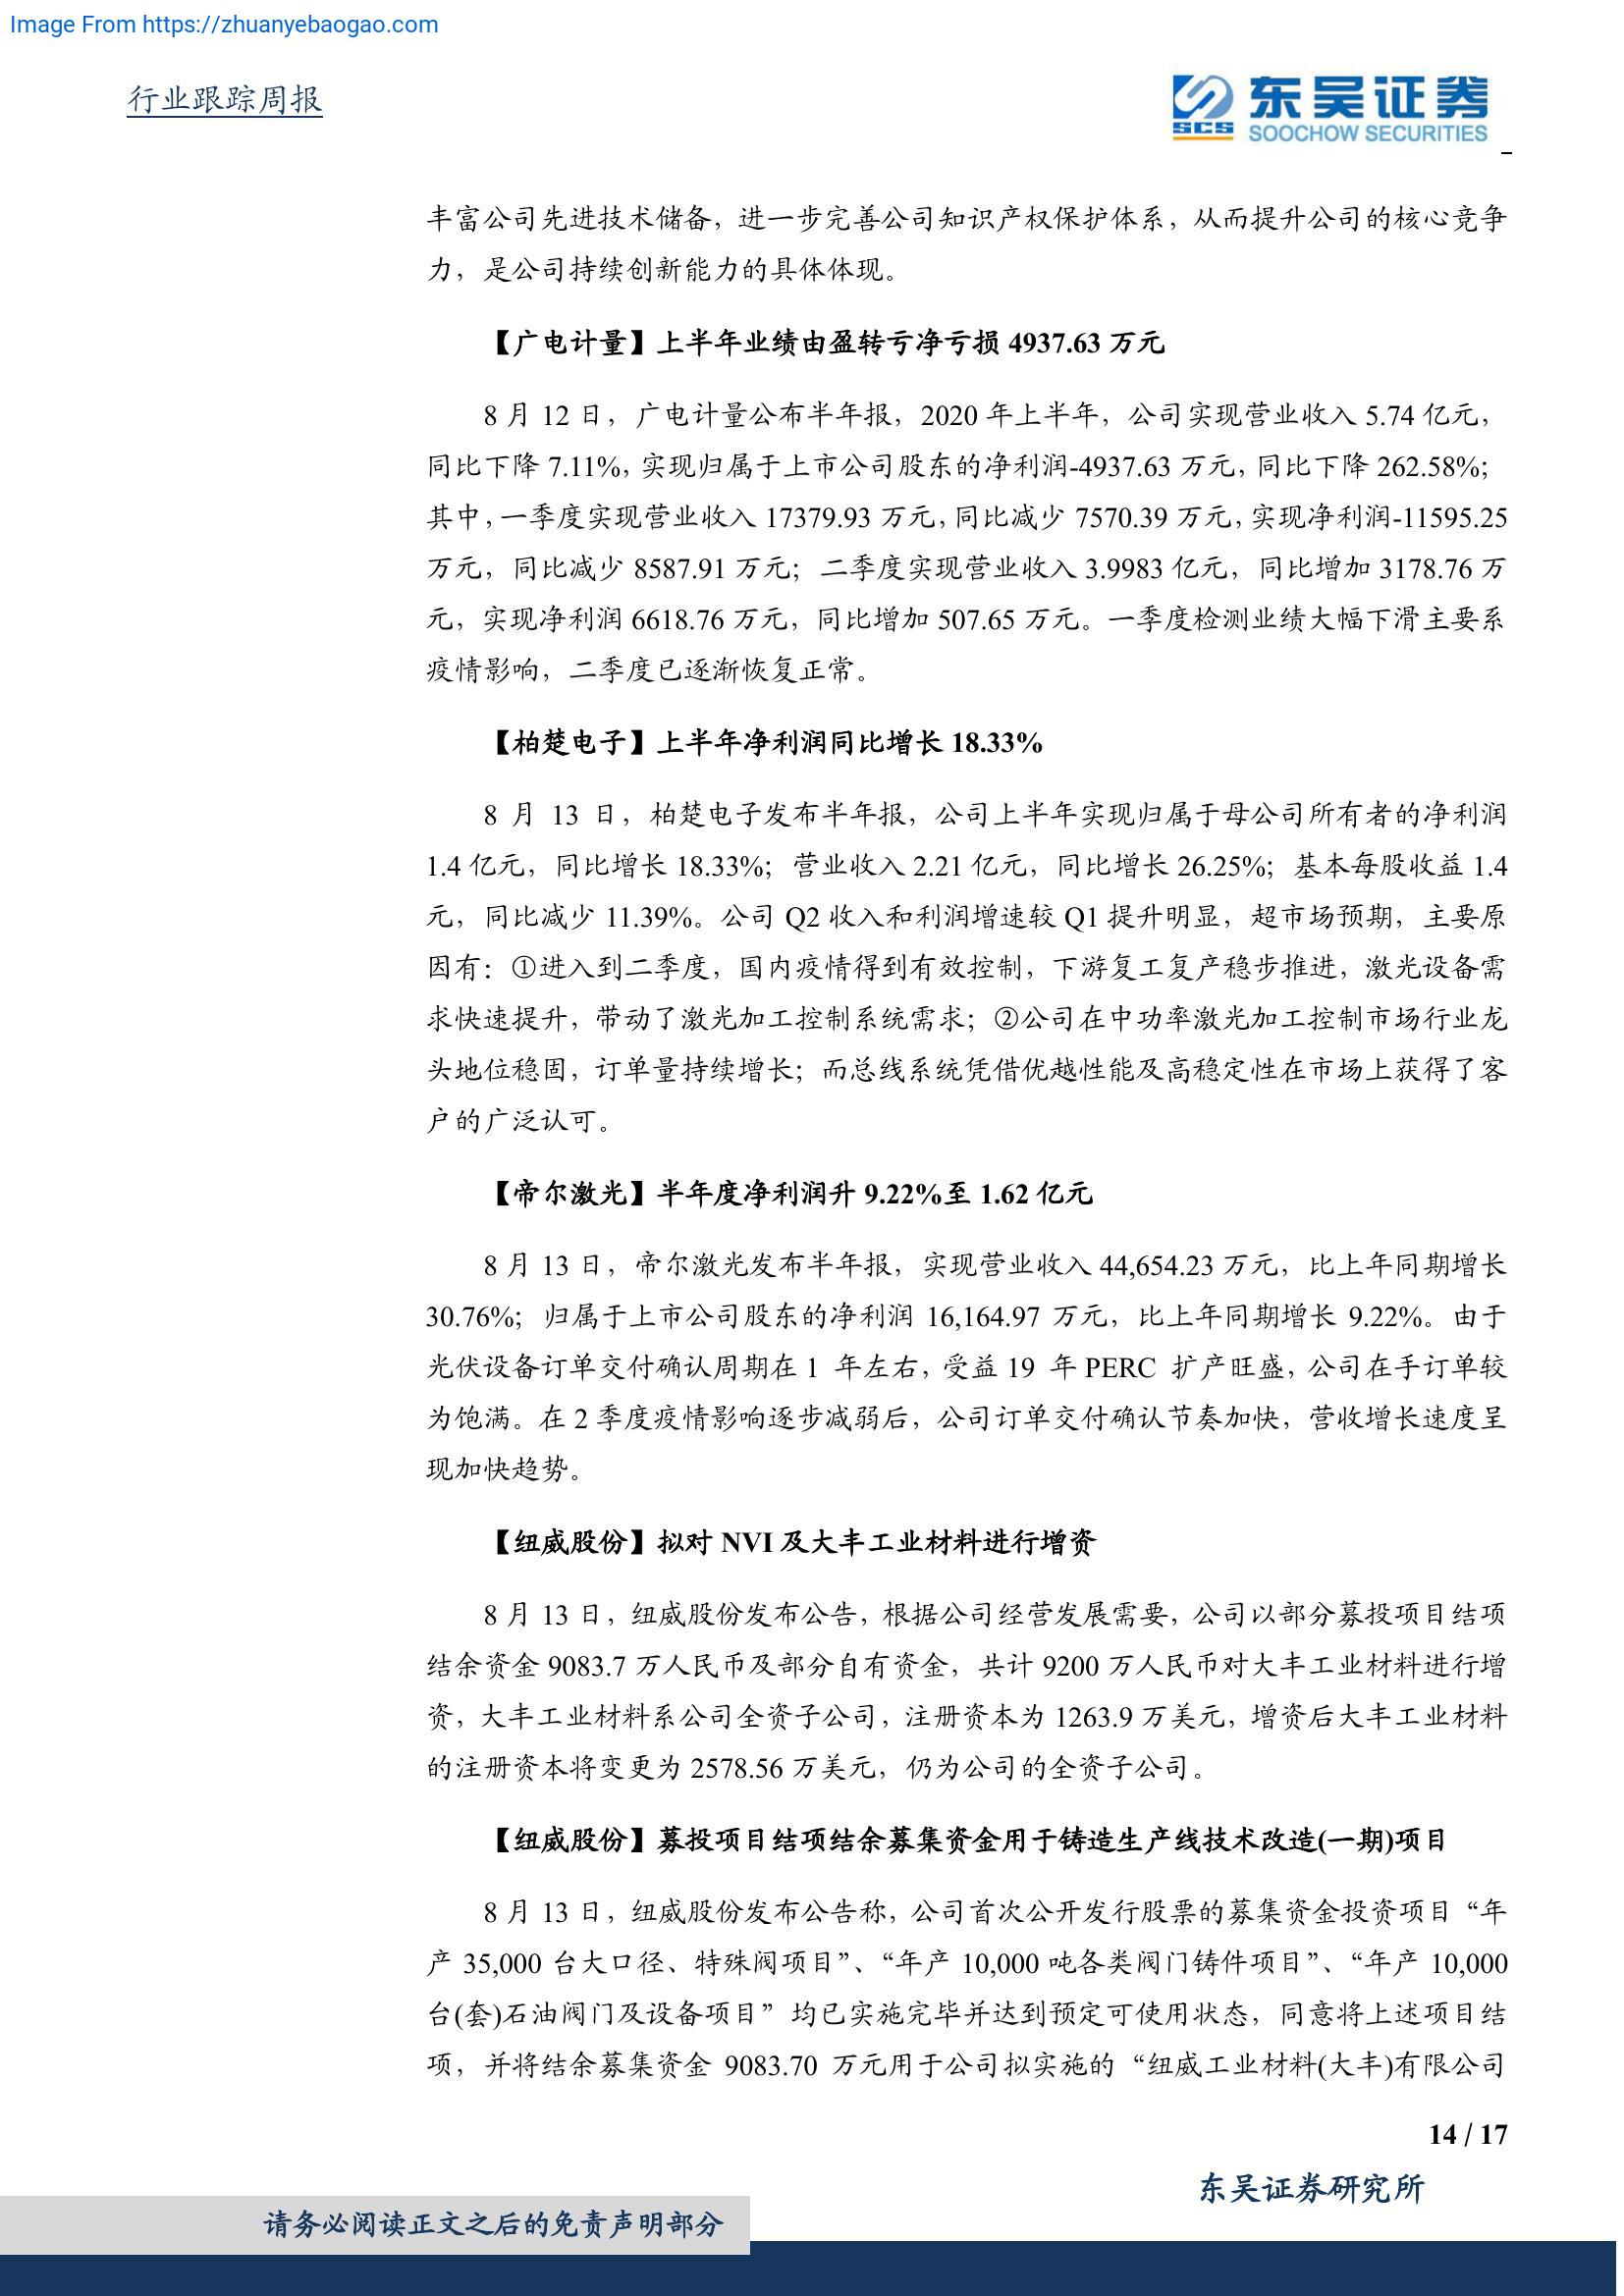 Image From https://zhuanyebaogao.com
行业跟踪周报
东吴证券
SCS
SOOCHOW SECURITIES
丰富公司先进技术储备，进一步完善公司知识产权保护体系，从而提升公司的核心竞争
力，是公司持续创新能力的具体体现。
【广电计量】上半年业绩由盈转亏净亏损 4937.63 万元
8 月 12 日，广电计量公布半年报，2020 年上半年，公司实现营业收入 5.74 亿元，
同比下降 7.11%，实现归属于上市公司股东的净利润-4937.63 万元，同比下降 262.58%；
其中，一季度实现营业收入 17379.93 万元，同比减少 7570.39 万元，实现净利润-11595.25
万元，同比减少 8587.91 万元；二季度实现营业收入 3.9983 亿元，同比增加 3178.76 万
元，实现净利润 6618.76 万元，同比增加 507.65 万元。一季度检测业绩大幅下滑主要系
疫情影响，二季度已逐渐恢复正常。
【柏楚电子】上半年净利润同比增长 18.33%
8 月 13 日，柏楚电子发布半年报，公司上半年实现归属于母公司所有者的净利润
1.4 亿元，同比增长 18.33%；营业收入 2.21 亿元，同比增长 26.25%；基本每股收益 1.4
元，同比减少 11.39%。公司 Q2 收入和利润增速较 Q1 提升明显，超市场预期，主要原
因有：①进入到二季度，国内疫情得到有效控制，下游复工复产稳步推进，激光设备需
求快速提升，带动了激光加工控制系统需求；②公司在中功率激光加工控制市场行业龙
头地位稳固，订单量持续增长；而总线系统凭借优越性能及高稳定性在市场上获得了客
户的广泛认可。
【帝尔激光】半年度净利润升 9.22%至 1.62 亿元
8 月 13 日，帝尔激光发布半年报，实现营业收入 44,654.23 万元，比上年同期增长
30.76%；归属于上市公司股东的净利润 16,164.97 万元，比上年同期增长 9.22%。由于
光伏设备订单交付确认周期在 1 年左右，受益 19 年 PERC 扩产旺盛，公司在手订单较
为饱满。在 2 季度疫情影响逐步减弱后，公司订单交付确认节奏加快，营收增长速度呈
现加快趋势。
【纽威股份】拟对 NVI 及大丰工业材料进行增资
8 月 13 日，纽威股份发布公告，根据公司经营发展需要，公司以部分募投项目结项
结余资金 9083.7 万人民币及部分自有资金，共计 9200 万人民币对大丰工业材料进行增
资，大丰工业材料系公司全资子公司，注册资本为 1263.9 万美元，增资后大丰工业材料
的注册资本将变更为 2578.56 万美元，仍为公司的全资子公司。
【纽威股份】募投项目结项结余募集资金用于铸造生产线技术改造(一期)项目
8 月 13 日，纽威股份发布公告称，公司首次公开发行股票的募集资金投资项目“年
产 35,000 台大口径、特殊阀项目”、“年产 10,000 吨各类阀门铸件项目”、“年产 10,000
台(套)石油阀门及设备项目” 均已实施完毕并达到预定可使用状态，同意将上述项目结
项，并将结余募集资金 9083.70 万元用于公司拟实施的“纽威工业材料(大丰)有限公司
14 / 17
东吴证券研究所
请务必阅读正文之后的免责声明部分